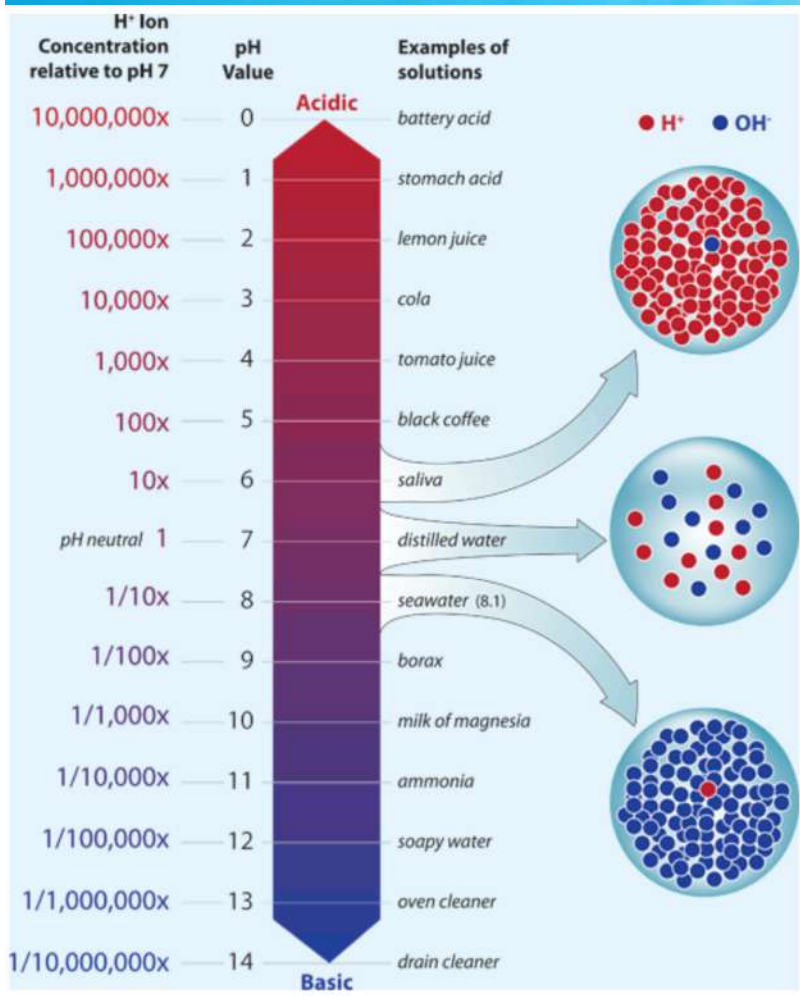 H⁺ Ion
Concentration
relative to pH 7
pH
Value
Examples of
solutions
Acidic
H⁺ OH⁻
10,000,000x 0 battery acid
1,000,000x 1 stomach acid
100,000x 2 lemon juice
10,000x 3 cola
1,000x 4 tomato juice
100x 5 black coffee
10x 6 saliva
pH neutral 1 7 distilled water
1/10x 8 seawater (8.1)
1/100x 9 borax
1/1,000x 10 milk of magnesia
1/10,000x 11 ammonia
1/100,000x 12 soapy water
1/1,000,000x 13 oven cleaner
1/10,000,000x 14 drain cleaner
Basic